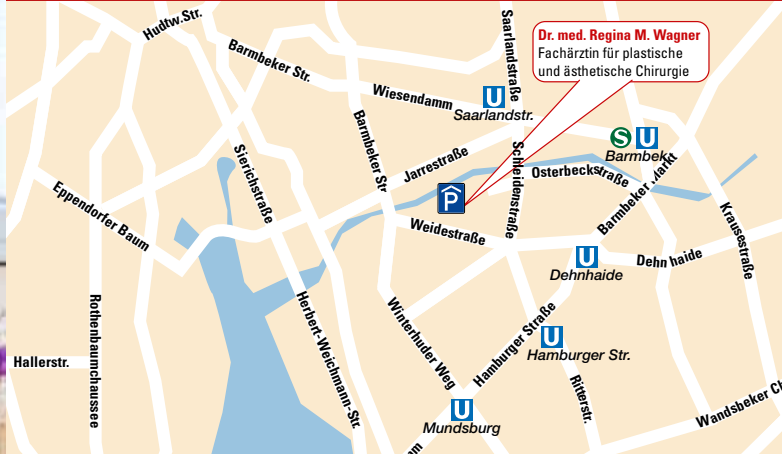 Hudtw.Str.
Saarlandstraße
Dr. med. Regina M. Wagner
Fachärztin für plastische
und ästhetische Chirurgie
Barmbeker Str.
Wiesendamm
U
Saarlandstr.
Barmbeker Str
S U
Barmbek
Sierichstraße
Jarrestraße
Schleidenstraße
Osterbeckstraße
Barmbeker Markt
P
Eppendorfer Baum
Weidestraße
Krausestraße
U
Dehnhaide
Dehn haide
Rothenbaumchaussee
Herbert-Weichmann-Str.
Winterhuder Weg
Hamburger Straße
U
Hamburger Str.
Hallerstr.
Ritterstr.
U
Mundsburg
Wandsbeker Ch